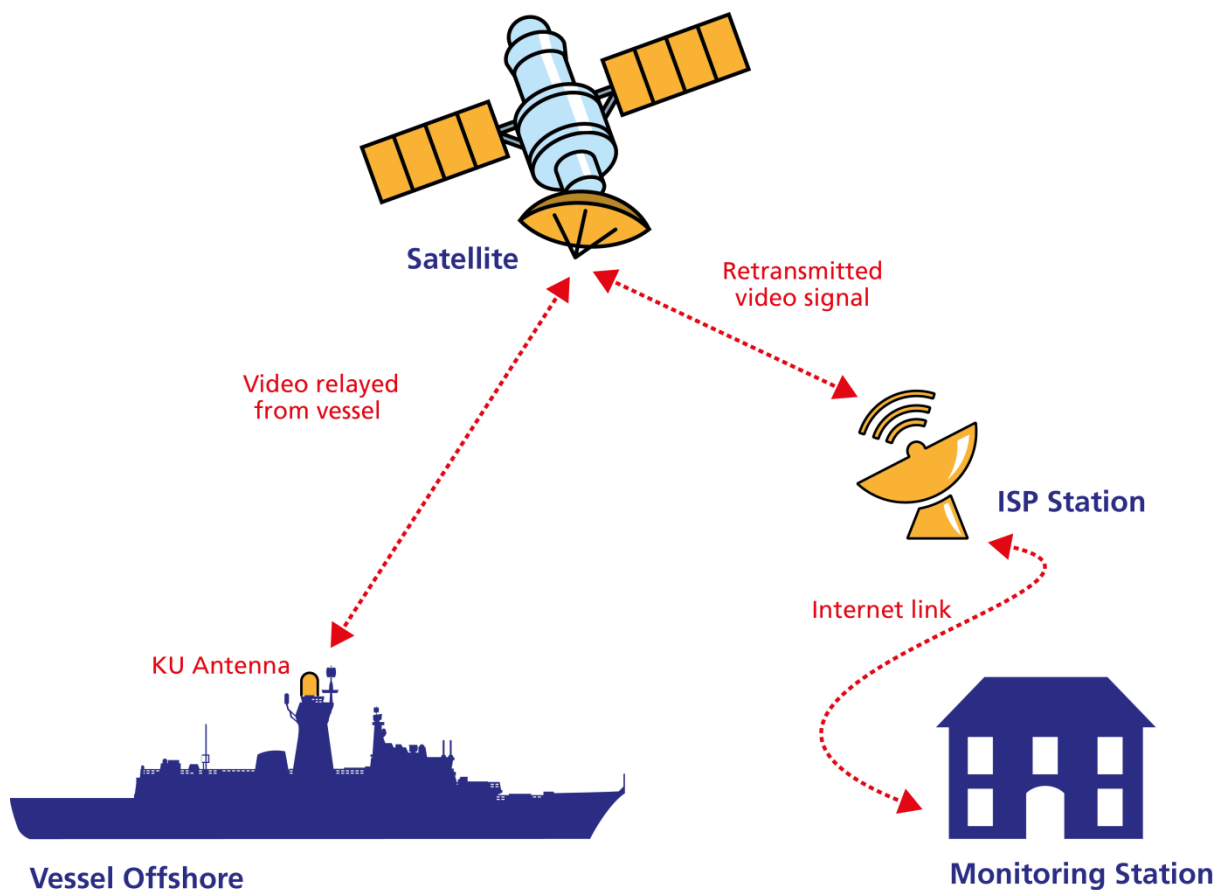 Satellite
Retransmitted
video signal
Video relayed
from vessel
ISP Station
Internet link
KU Antenna
Vessel Offshore
Monitoring Station